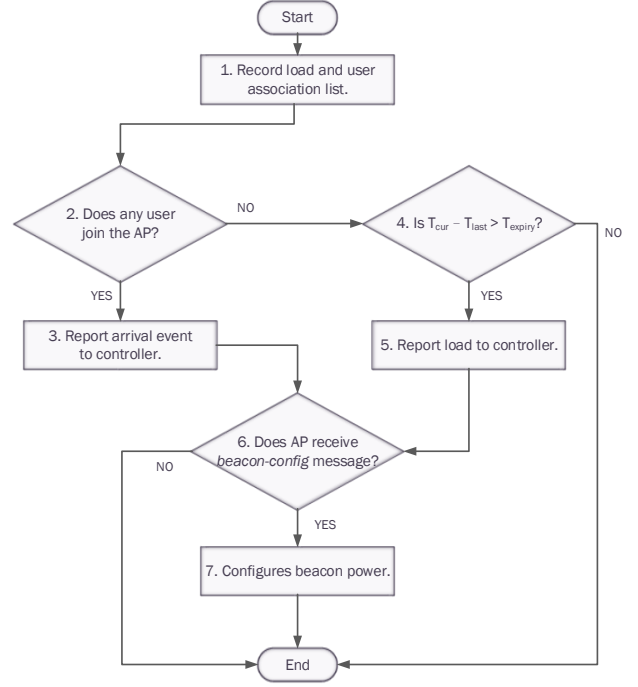 Start
1. Record load and user
association list.
2. Does any user
join the AP?
NO
4. Is Tcur − Tlast > Texpiry?
NO
YES
YES
3. Report arrival event
to controller.
5. Report load to controller.
6. Does AP receive
beacon-config message?
NO
YES
7. Configures beacon power.
End